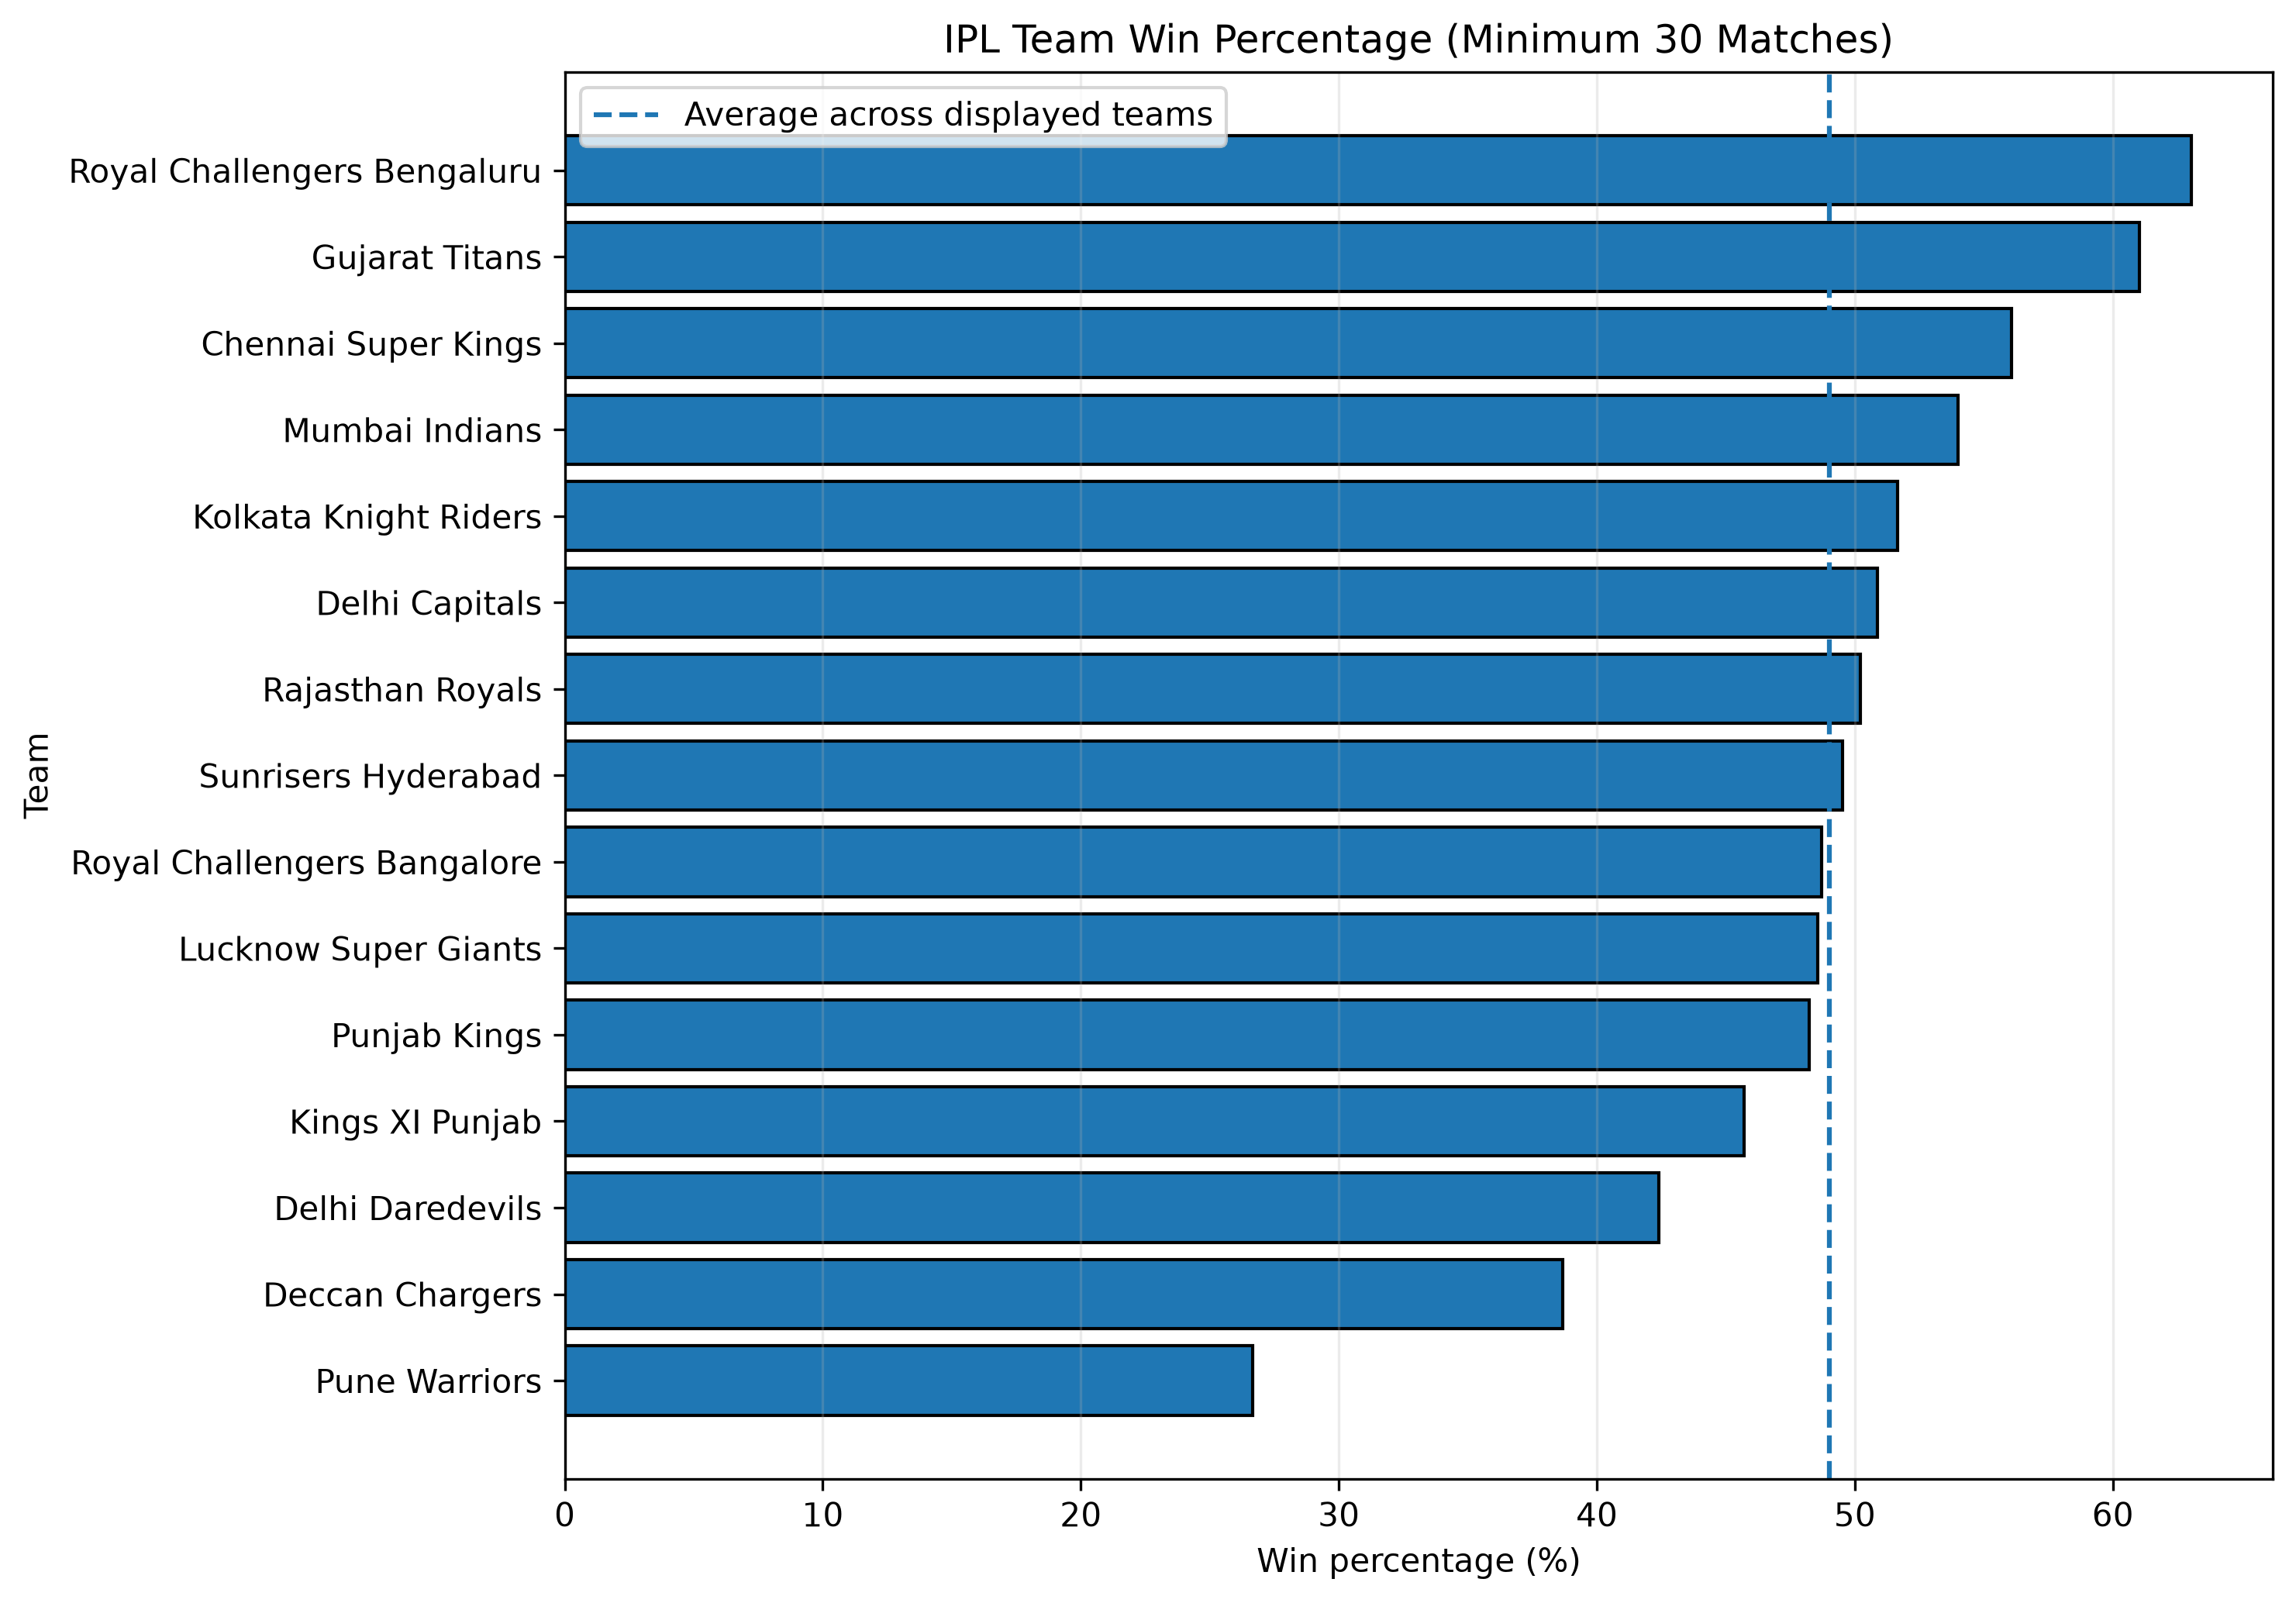 IPL Team Win Percentage (Minimum 30 Matches)
Average across displayed teams
Royal Challengers Bengaluru
Gujarat Titans
Chennai Super Kings
Mumbai Indians
Kolkata Knight Riders
Delhi Capitals
Rajasthan Royals
Sunrisers Hyderabad
Royal Challengers Bangalore
Lucknow Super Giants
Punjab Kings
Kings XI Punjab
Delhi Daredevils
Deccan Chargers
Pune Warriors
Team
0 10 20 30 40 50 60
Win percentage (%)